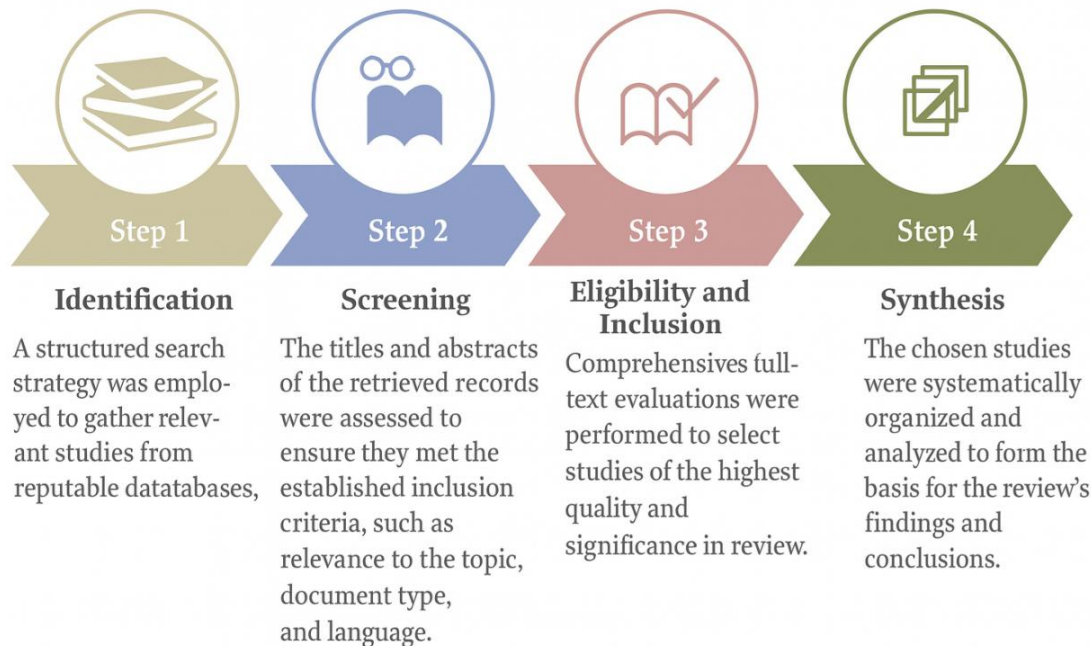 Step 1
Step 2
Step 3
Step 4
Identification
A structured search
strategy was emplo-
yed to gather relev-
ant studies from
reputable datatabases,
Screening
The titles and abstracts
of the retrieved records
were assessed to
ensure they met the
established inclusion
criteria, such as
relevance to the topic,
document type,
and language.
Eligibility and
Inclusion
Comprehensives full-
text evaluations were
performed to select
studies of the highest
quality and
significance in review.
Synthesis
The chosen studies
were systematically
organized and
analyzed to form the
basis for the review's
findings and
conclusions.